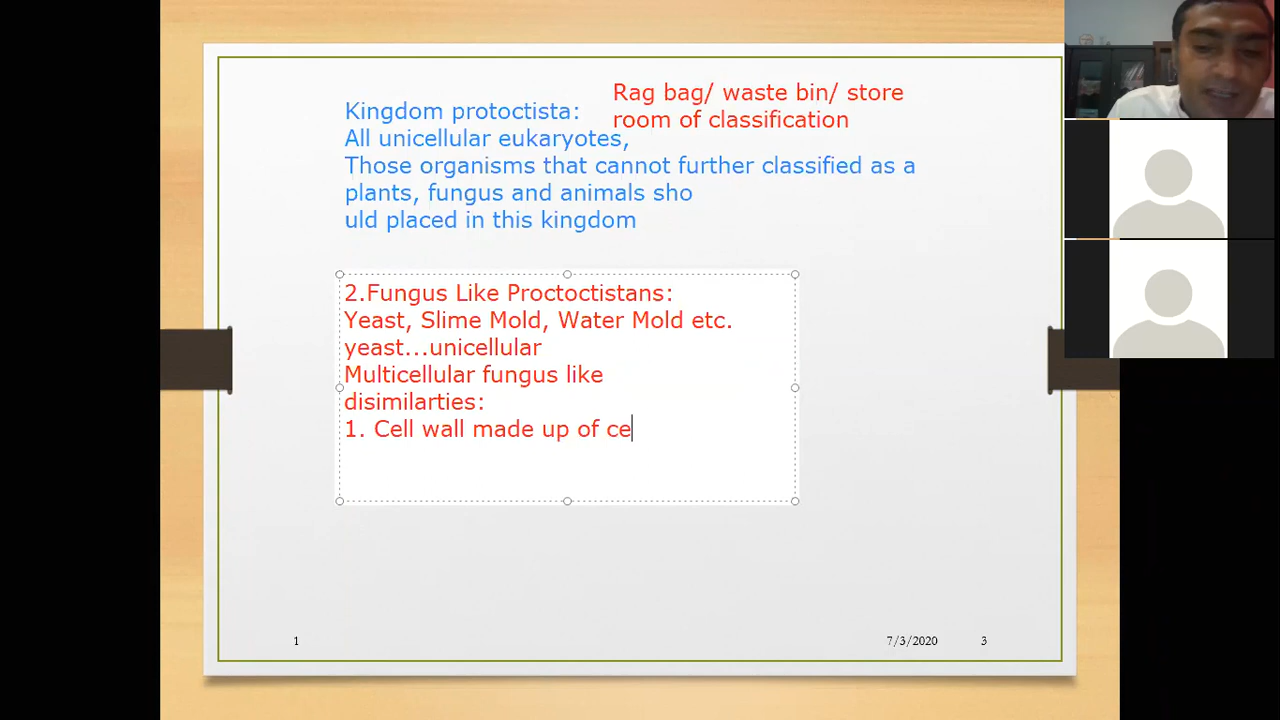 Rag bag/ waste bin/ store
room of classification
Kingdom protoctista:
All unicellular eukaryotes,
Those organisms that cannot further classified as a
plants, fungus and animals sho
uld placed in this kingdom
2.Fungus Like Proctoctistans:
Yeast, Slime Mold, Water Mold etc.
yeast...unicellular
Multicellular fungus like
disimilarties:
1. Cell wall made up of ce
1
7/3/2020
3